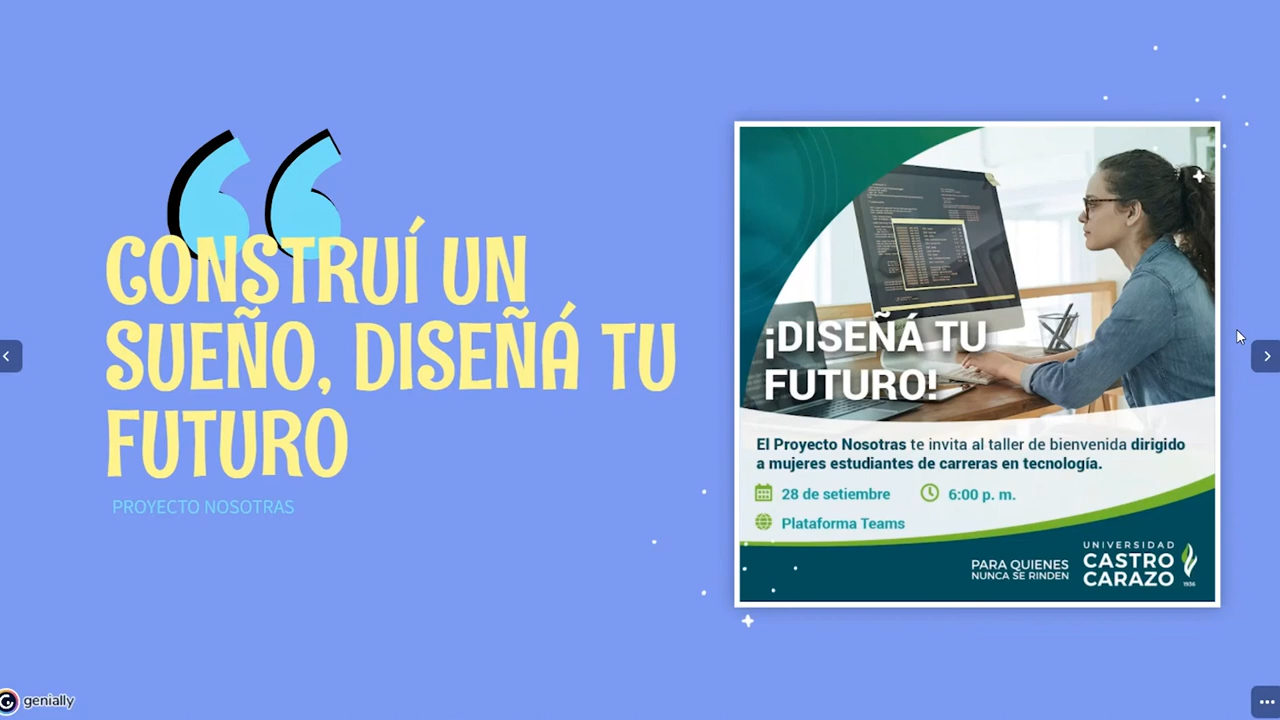 CONSTRUÍ UN
SUEÑO, DISEÑÁ TU
FUTURO
PROYECTO NOSOTRAS
¡DISEÑÁ TU
FUTURO!
El Proyecto Nosotras te invita al taller de bienvenida dirigido
a mujeres estudiantes de carreras en tecnología.
28 de setiembre
6:00 p. m.
Plataforma Teams
PARA QUIENES
NUNCA SE RINDEN
UNIVERSIDAD
CASTRO
CARAZO
1936
genially